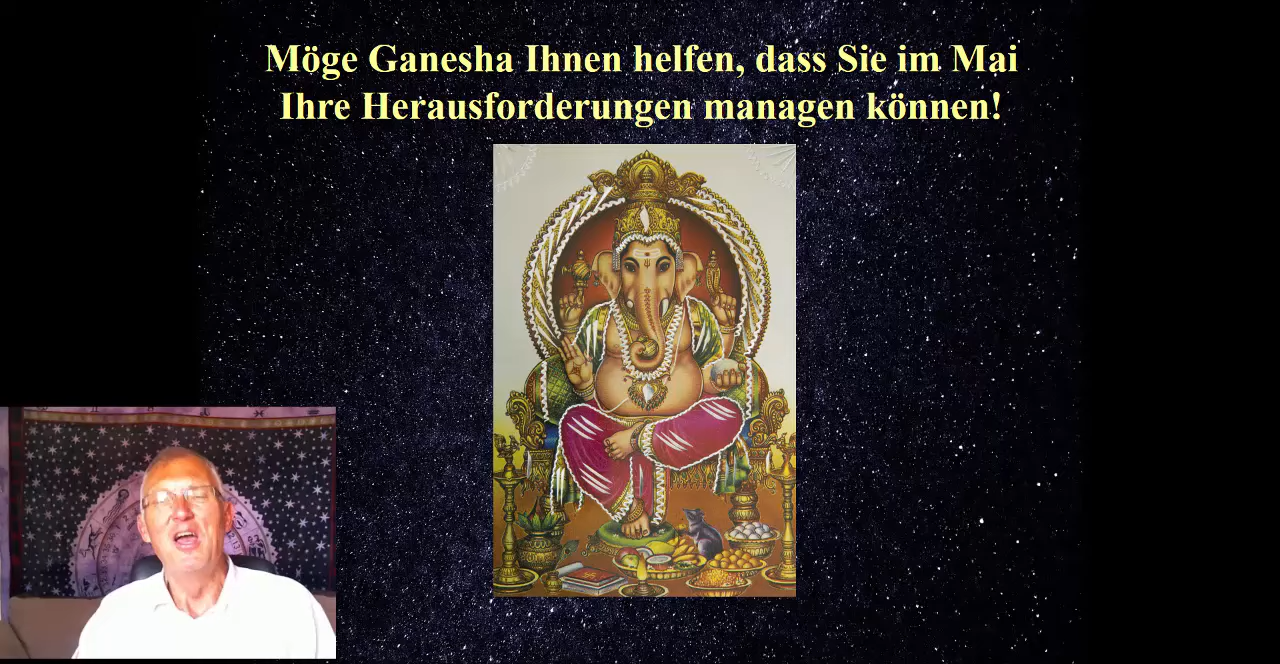 Möge Ganesha Ihnen helfen, dass Sie im Mai
Ihre Herausforderungen managen können!